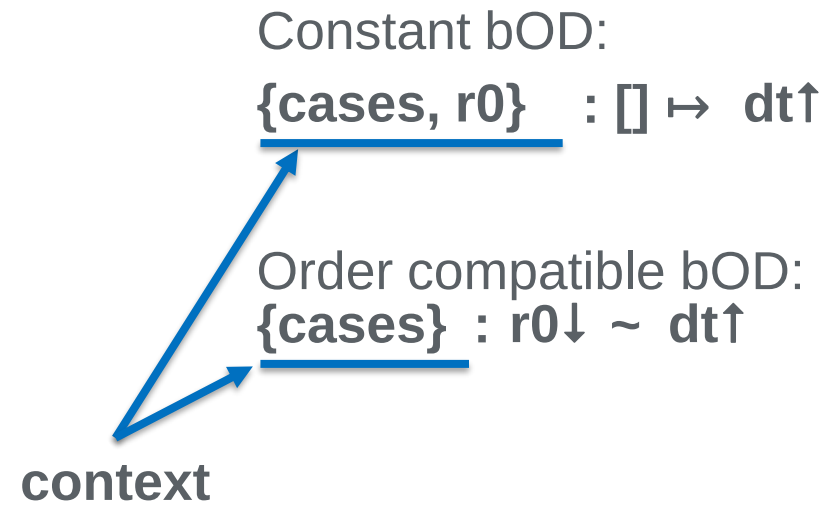 Constant bOD:
{cases, r0} : [] ↦ dt↑
Order compatible bOD:
{cases} : r0↓ ~ dt↑
context